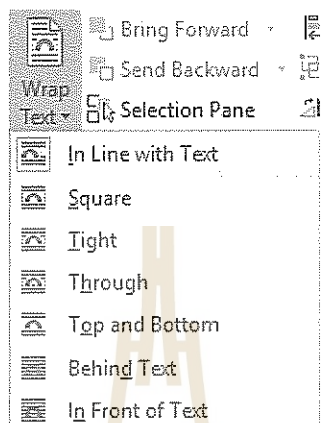 Bring Forward
Send Backward
Wrap
Text
Selection Pane
In Line with Text
Square
Tight
Through
Top and Bottom
Behind Text
In Front of Text